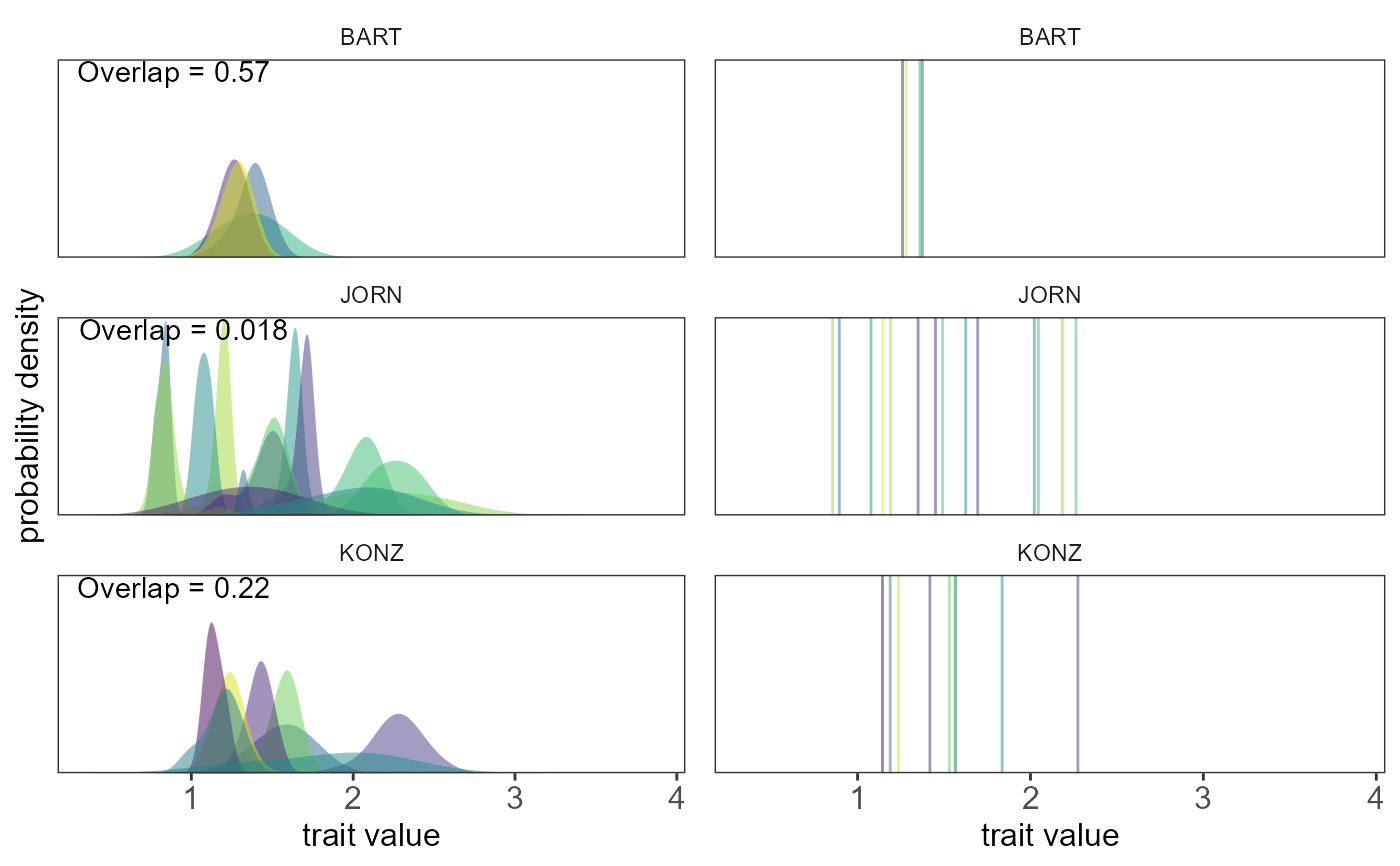 BART
BART
Overlap = 0.57
JORN
JORN
Overlap = 0.018
probability density
KONZ
KONZ
Overlap = 0.22
1 2 3 4
1 2 3 4
trait value
trait value